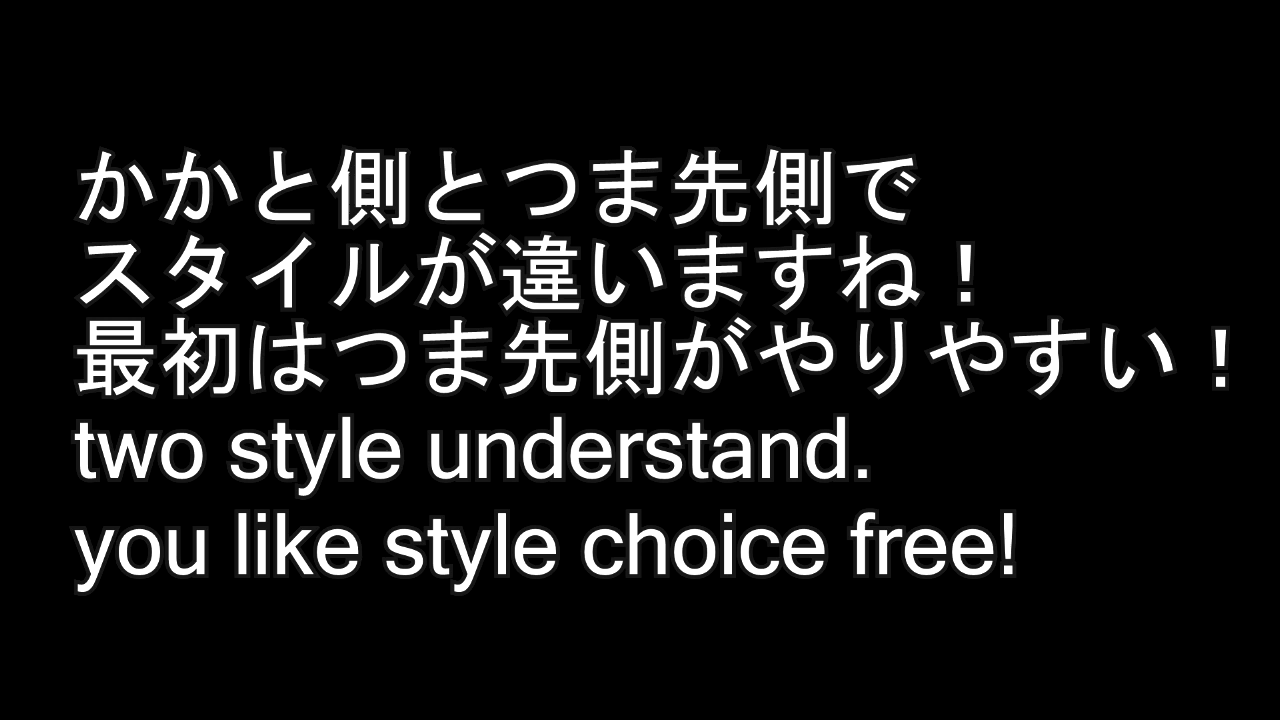 かかと側とつま先側で
スタイルが違いますね！
最初はつま先側がやりやすい！
two style understand.
you like style choice free!